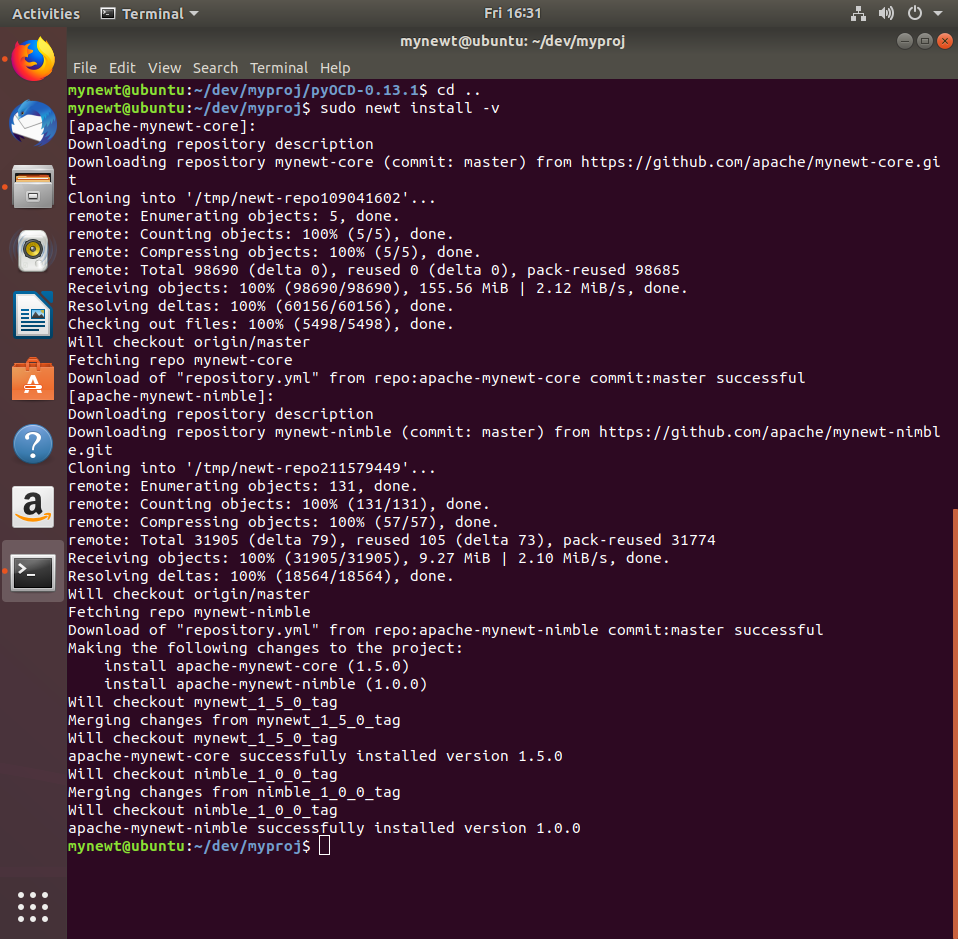 Activities Terminal Fri 16:31
mynewt@ubuntu: ~/dev/myproj
File Edit View Search Terminal Help
mynewt@ubuntu:~/dev/myproj/pyOCD-0.13.1$ cd ..
mynewt@ubuntu:~/dev/myproj$ sudo newt install -v
[apache-mynewt-core]:
Downloading repository description
Downloading repository mynewt-core (commit: master) from https://github.com/apache/mynewt-core.gi
t
Cloning into '/tmp/newt-repo109041602'...
remote: Enumerating objects: 5, done.
remote: Counting objects: 100% (5/5), done.
remote: Compressing objects: 100% (5/5), done.
remote: Total 98690 (delta 0), reused 0 (delta 0), pack-reused 98685
Receiving objects: 100% (98690/98690), 155.56 MiB | 2.12 MiB/s, done.
Resolving deltas: 100% (60156/60156), done.
Checking out files: 100% (5498/5498), done.
Will checkout origin/master
Fetching repo mynewt-core
Download of "repository.yml" from repo:apache-mynewt-core commit:master successful
[apache-mynewt-nimble]:
Downloading repository description
Downloading repository mynewt-nimble (commit: master) from https://github.com/apache/mynewt-nimbl
e.git
Cloning into '/tmp/newt-repo211579449'...
remote: Enumerating objects: 131, done.
remote: Counting objects: 100% (131/131), done.
remote: Compressing objects: 100% (57/57), done.
remote: Total 31905 (delta 79), reused 105 (delta 73), pack-reused 31774
Receiving objects: 100% (31905/31905), 9.27 MiB | 2.10 MiB/s, done.
Resolving deltas: 100% (18564/18564), done.
Will checkout origin/master
Fetching repo mynewt-nimble
Download of "repository.yml" from repo:apache-mynewt-nimble commit:master successful
Making the following changes to the project:
    install apache-mynewt-core (1.5.0)
    install apache-mynewt-nimble (1.0.0)
Will checkout mynewt_1_5_0_tag
Merging changes from mynewt_1_5_0_tag
Will checkout mynewt_1_5_0_tag
apache-mynewt-core successfully installed version 1.5.0
Will checkout nimble_1_0_0_tag
Merging changes from nimble_1_0_0_tag
Will checkout nimble_1_0_0_tag
apache-mynewt-nimble successfully installed version 1.0.0
mynewt@ubuntu:~/dev/myproj$